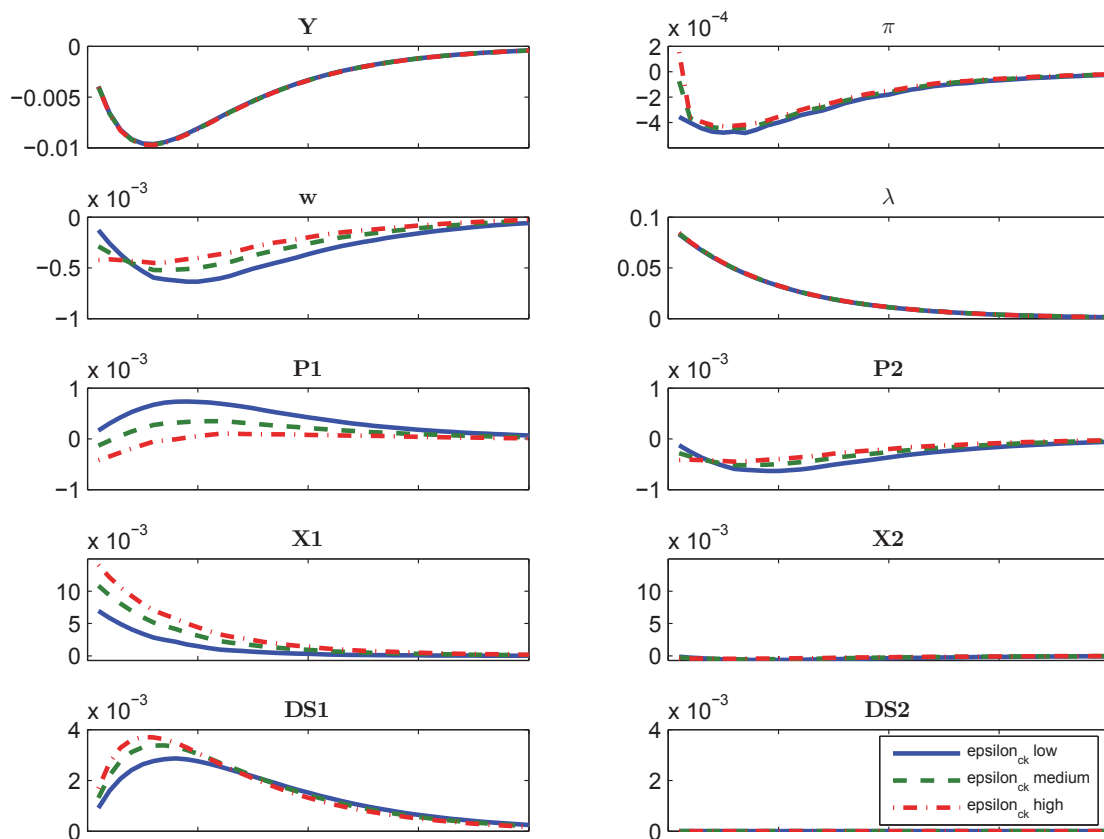 Y
0
−0.005
−0.01
π
x 10⁻⁴
2
0
−2
−4
w
x 10⁻³
0
−0.5
−1
λ
0.1
0.05
0
P1
x 10⁻³
1
0
−1
P2
x 10⁻³
1
0
−1
X1
x 10⁻³
10
5
0
X2
x 10⁻³
10
5
0
DS1
x 10⁻³
4
2
0
DS2
x 10⁻³
4
2
0
epsilon_ck low
epsilon_ck medium
epsilon_ck high